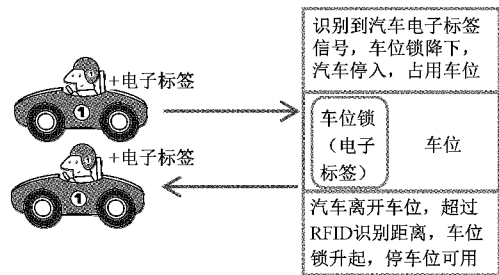 +电子标签
1
+电子标签
1
识别到汽车电子标签
信号，车位锁降下，
汽车停入，占用车位
车位锁
（电子
标签）
车位
汽车离开车位，超过
RFID识别距离，车位
锁升起，停车位可用